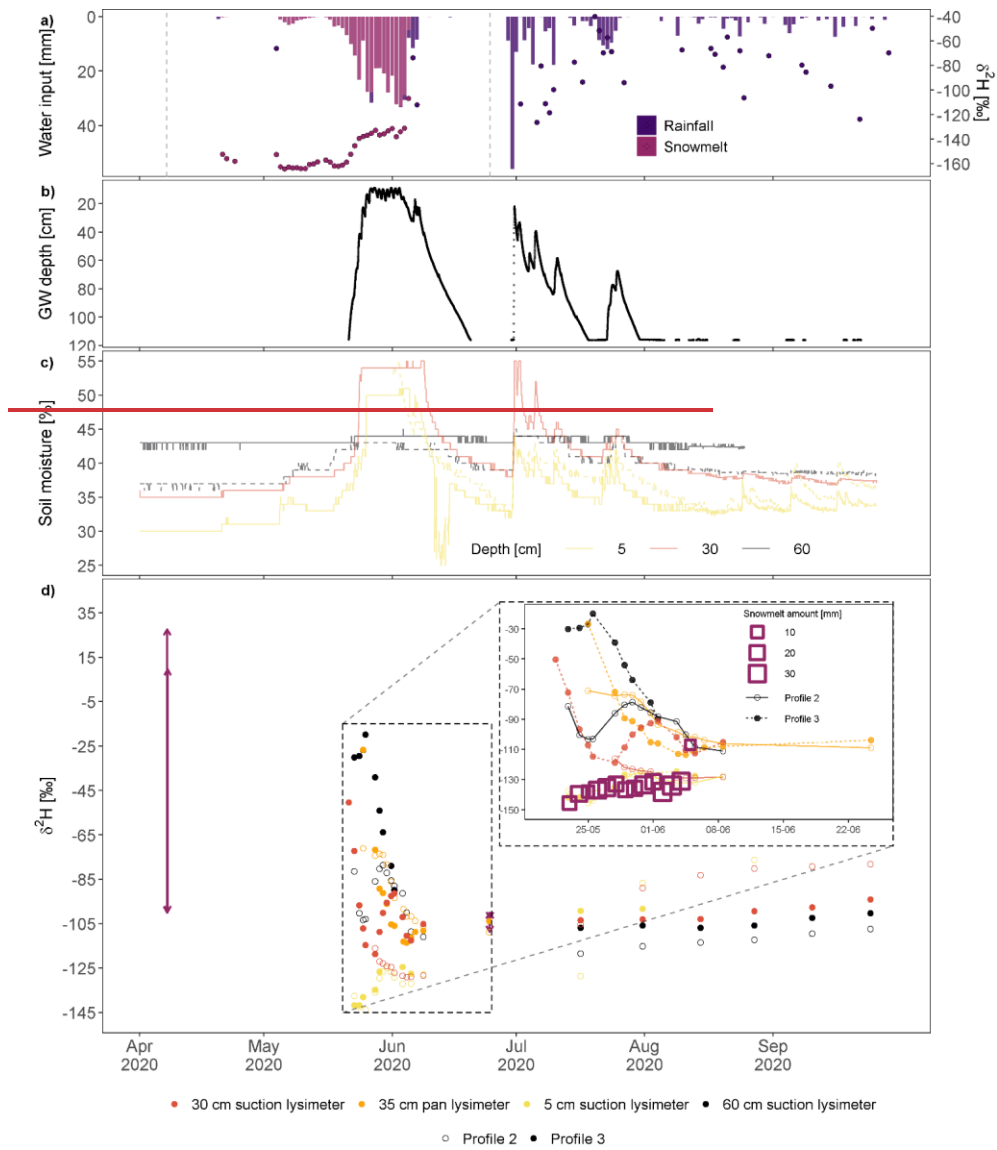 a)
0
20
40
Water input [mm]
-40
-60
-80
-100
-120
-140
-160
δ²H [‰]
Rainfall
Snowmelt
b)
20
40
60
80
100
120
GW depth [cm]
c)
55
50
45
40
35
30
25
Soil moisture [%]
Depth [cm] 5 30 60
d)
35
15
-5
-25
-45
-65
-85
-105
-125
-145
δ²H [‰]
-30
-50
-70
-90
-110
-130
-150
Snowmelt amount [mm]
10
20
30
Profile 2
Profile 3
25-05 01-06 08-06 15-06 22-06
Apr May Jun Jul Aug Sep
2020 2020 2020 2020 2020 2020
30 cm suction lysimeter 35 cm pan lysimeter 5 cm suction lysimeter 60 cm suction lysimeter
Profile 2 Profile 3